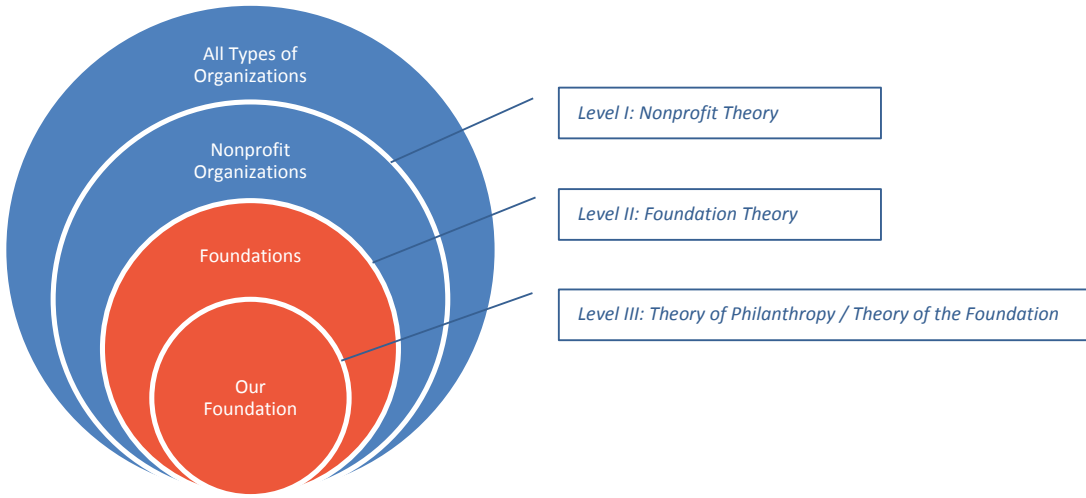 All Types of
Organizations
Level I: Nonprofit Theory
Nonprofit
Organizations
Level II: Foundation Theory
Foundations
Level III: Theory of Philanthropy / Theory of the Foundation
Our
Foundation